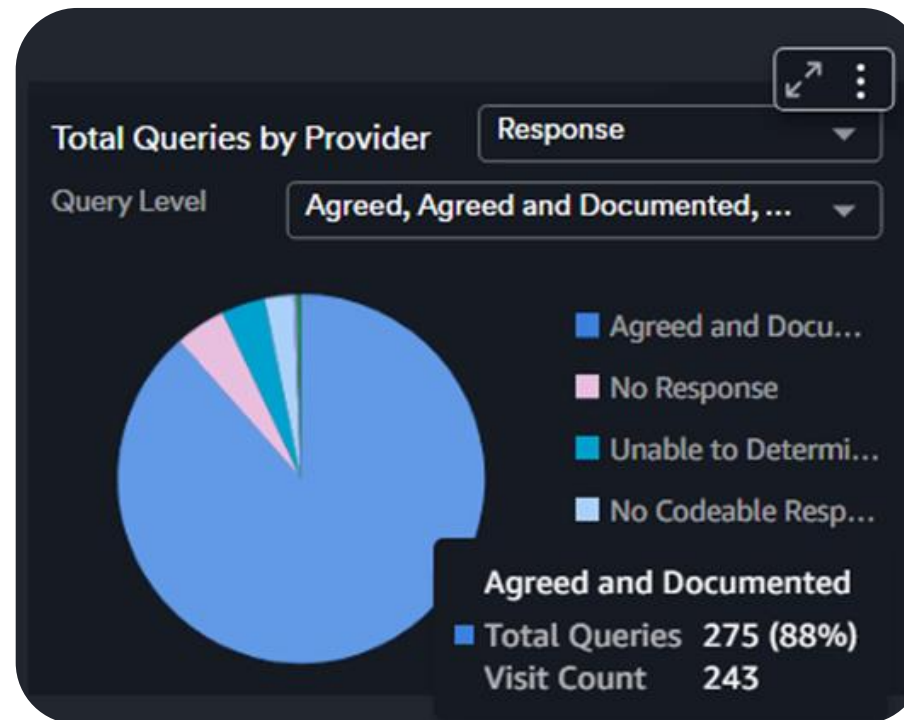 Total Queries by Provider
Response
Query Level
Agreed, Agreed and Documented, ...
Agreed and Docu...
No Response
Unable to Determi...
No Codeable Resp...
Agreed and Documented
Total Queries 275 (88%)
Visit Count 243